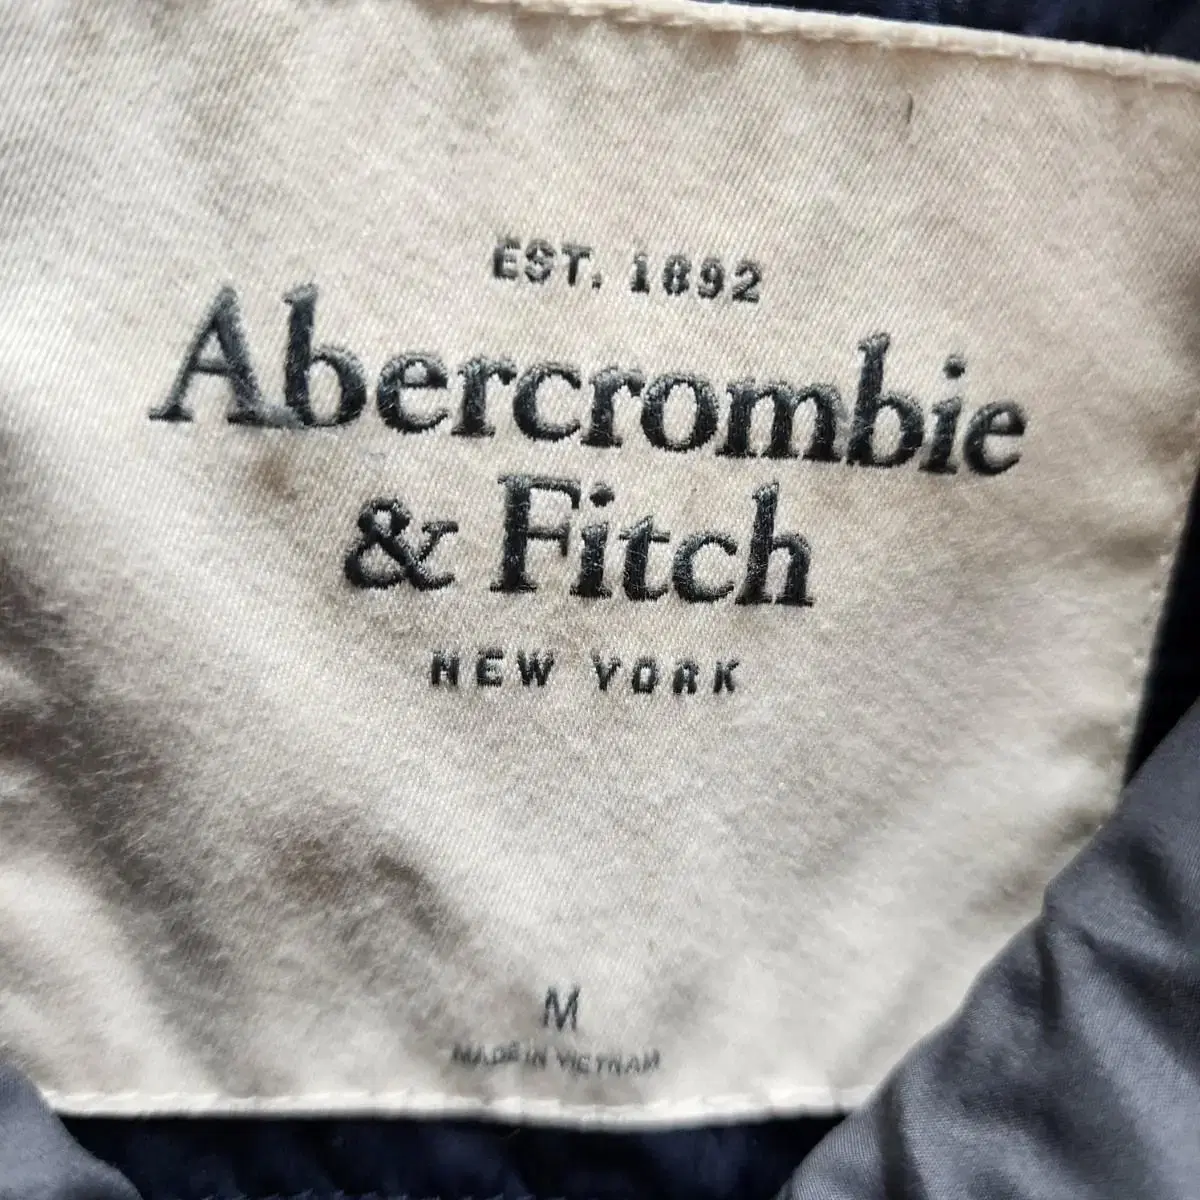 EST. 1892
Abercrombie
& Fitch
NEW YORK
M
MADE IN VIETNAM